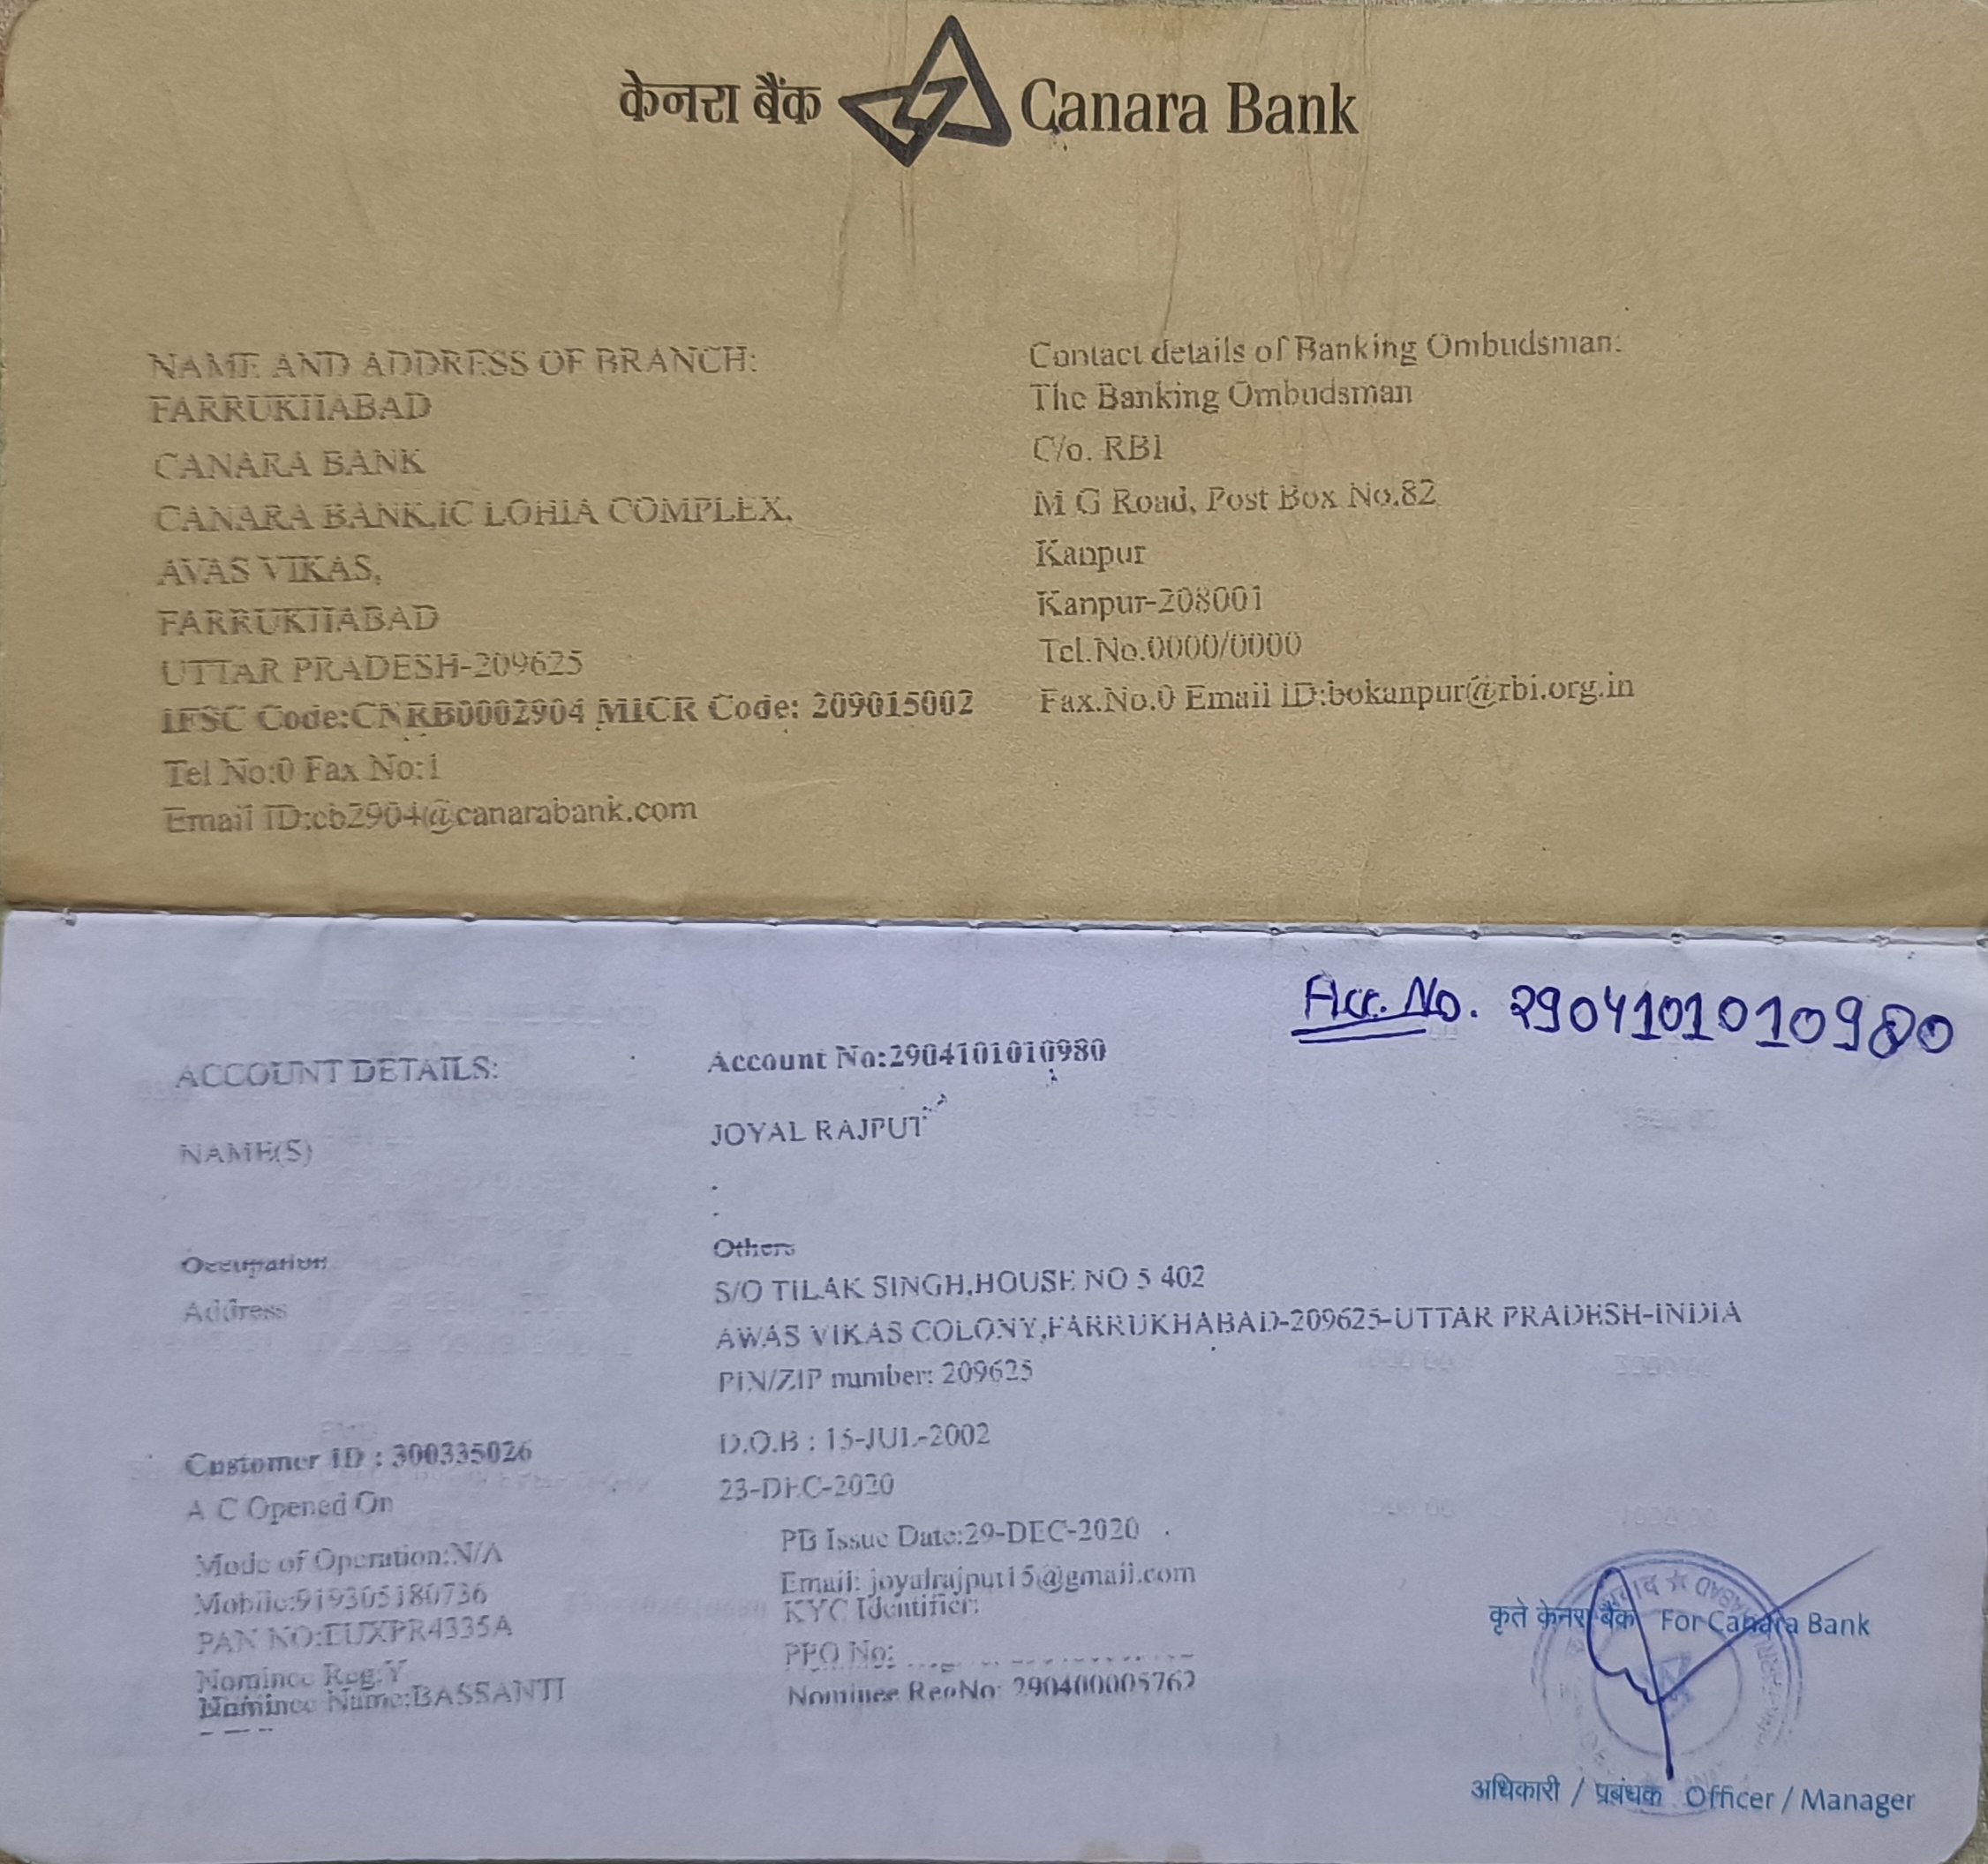 केनरा बैंक Canara Bank
NAME AND ADDRESS OF BRANCH:
FARRUKHABAD
CANARA BANK
CANARA BANK,IC LOHIA COMPLEX,
AVAS VIKAS,
FARRUKHABAD
UTTAR PRADESH-209625
IFSC Code:CNRB0002904 MICR Code: 209015002
Tel No:0 Fax No:1
Email ID:cb2904@canarabank.com
Contact details of Banking Ombudsman:
The Banking Ombudsman
C/o. RBI
M G Road, Post Box No.82
Kanpur
Kanpur-208001
Tel.No.0000/0000
Fax.No.0 Email ID:bokanpur@rbi.org.in
Acc. No. 2904101010980
ACCOUNT DETAILS: Account No:2904101010980
NAME(S) JOYAL RAJPUT
Occupation Others
Address S/O TILAK SINGH,HOUSE NO 5 402
AWAS VIKAS COLONY,FARRUKHABAD-209625-UTTAR PRADESH-INDIA
PIN/ZIP number: 209625
Customer ID : 300335026 D.O.B : 15-JUL-2002
A C Opened On 23-DEC-2020
Mode of Operation:N/A PB Issue Date:29-DEC-2020
Mobile:919305180736 Email: joyalrajput15@gmail.com
PAN NO:EUXPR4335A KYC Identifier:
Nominee Reg:Y PPO No:
Nominee Name:BASSANTI Nominee RegNo: 290400005762
कृते केनरा बैंक For Canara Bank
अधिकारी / प्रबंधक Officer / Manager